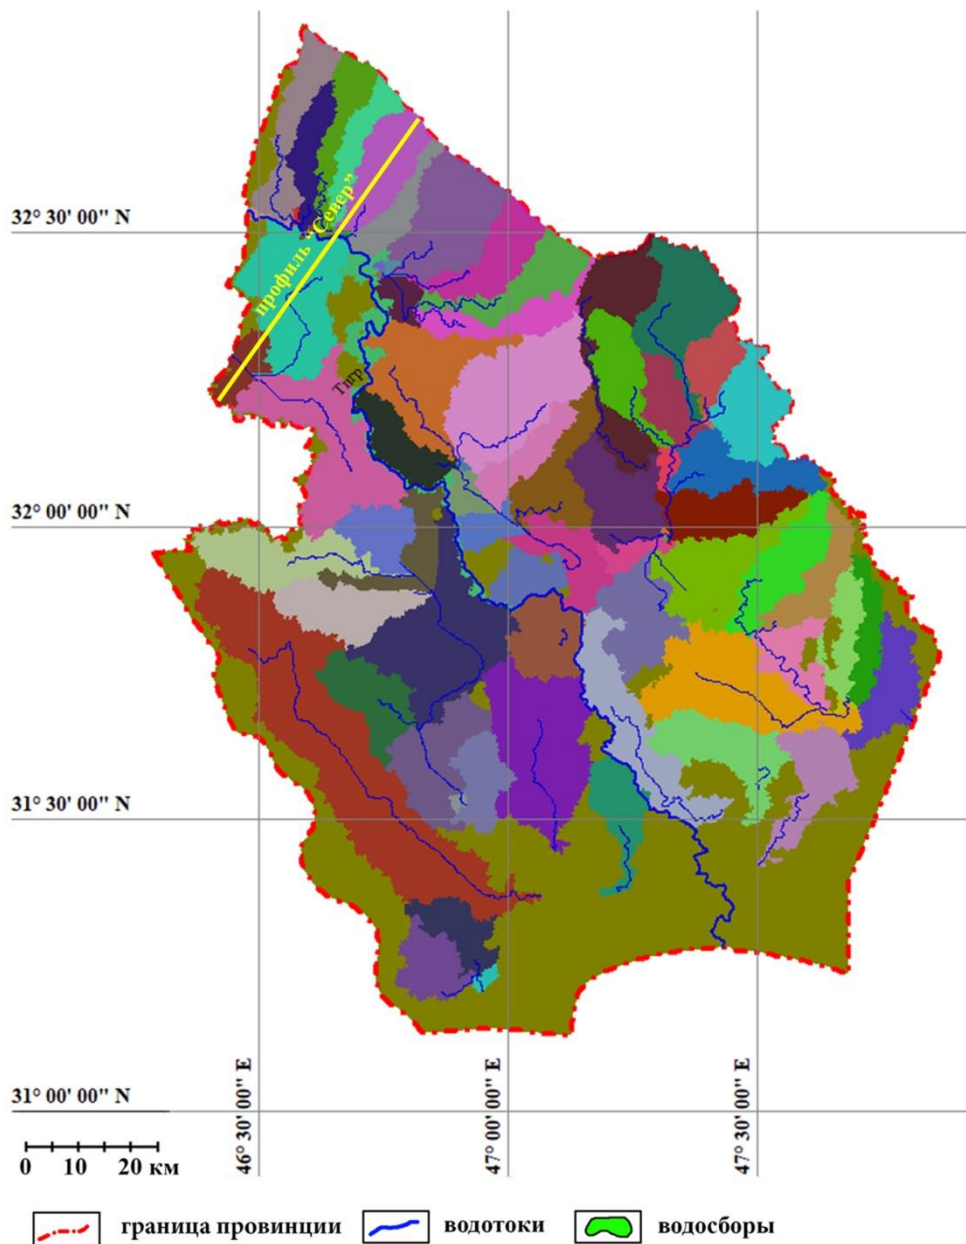 32° 30' 00" N
профиль "Север"
Тигр
32° 00' 00" N
31° 30' 00" N
31° 00' 00" N
46° 30' 00" E
47° 00' 00" E
47° 30' 00" E
0 10 20 км
граница провинции водотоки водосборы